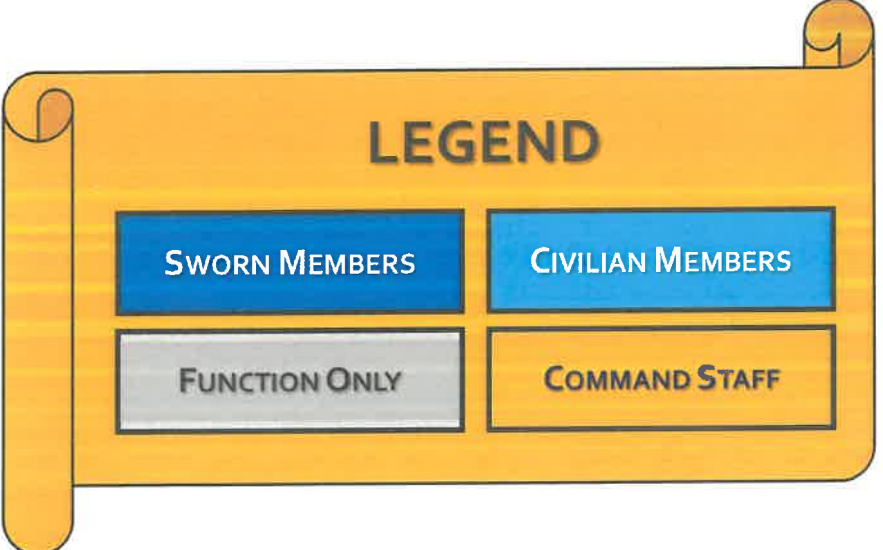 LEGEND
SWORN MEMBERS CIVILIAN MEMBERS
FUNCTION ONLY COMMAND STAFF